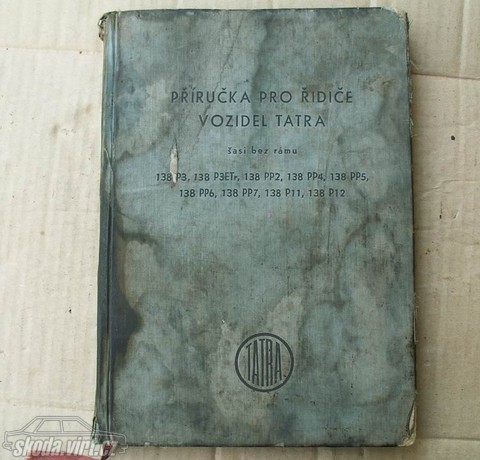 PŘÍRUČKA PRO ŘIDIČE
VOZIDEL TATRA
šasi bez rámu
138 P3, 138 P3ETr, 138 PP2, 138 PP4, 138 PP5,
138 PP6, 138 PP7, 138 P11, 138 P12
TATRA
skoda.virt.cz